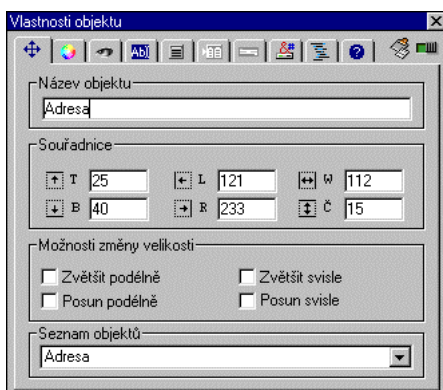 Vlastnosti objektu
Ab
Název objektu
Adresa
Souřadnice
T 25 L 121 W 112
B 40 R 233 Č 15
Možnosti změny velikosti
Zvětšit podélně Zvětšit svisle
Posun podélně Posun svisle
Seznam objektů
Adresa